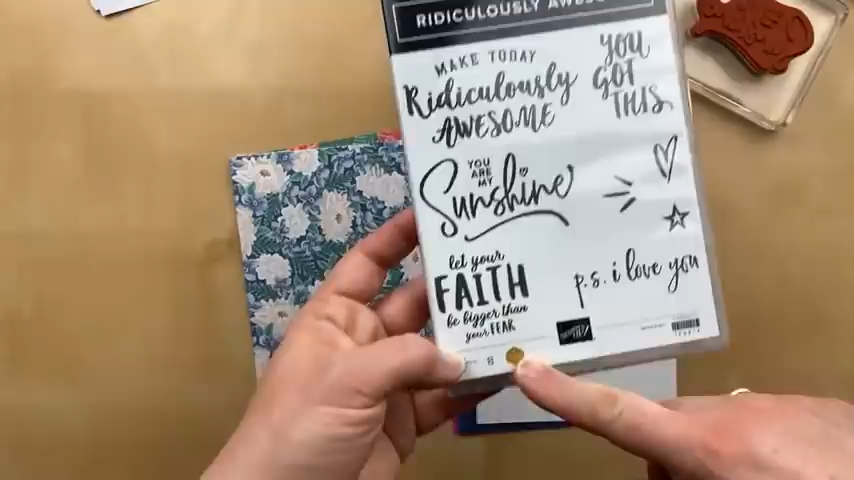 RIDICULOUSLY AWESOME
MAKE TODAY
Ridiculously
AWESOME
YOU
GOT
THIS
YOU
ARE
MY
Sunshine
let your
FAITH
be bigger than
your FEAR
p.s. i love you
8